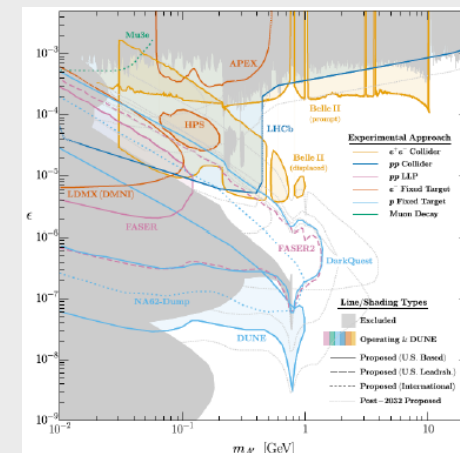 10⁻³
10⁻⁴
10⁻⁵
10⁻⁶
10⁻⁷
10⁻⁸
10⁻⁹
ϵ
Mu3e
APEX
HPS
LHCb
Belle II
(prompt)
Belle II
(displaced)
LDMX (DMNI)
FASER
FASER2
DarkQuest
NA62-Dump
DUNE
Experimental Approach
e⁺e⁻ Collider
pp Collider
pp LLP
e⁻ Fixed Target
p Fixed Target
Muon Decay
Line/Shading Types
Excluded
Operating & DUNE
Proposed (U.S. Based)
Proposed (U.S. Leadrsh.)
Proposed (International)
Post-2032 Proposed
10⁻²
10⁻¹
1
10
[GeV]